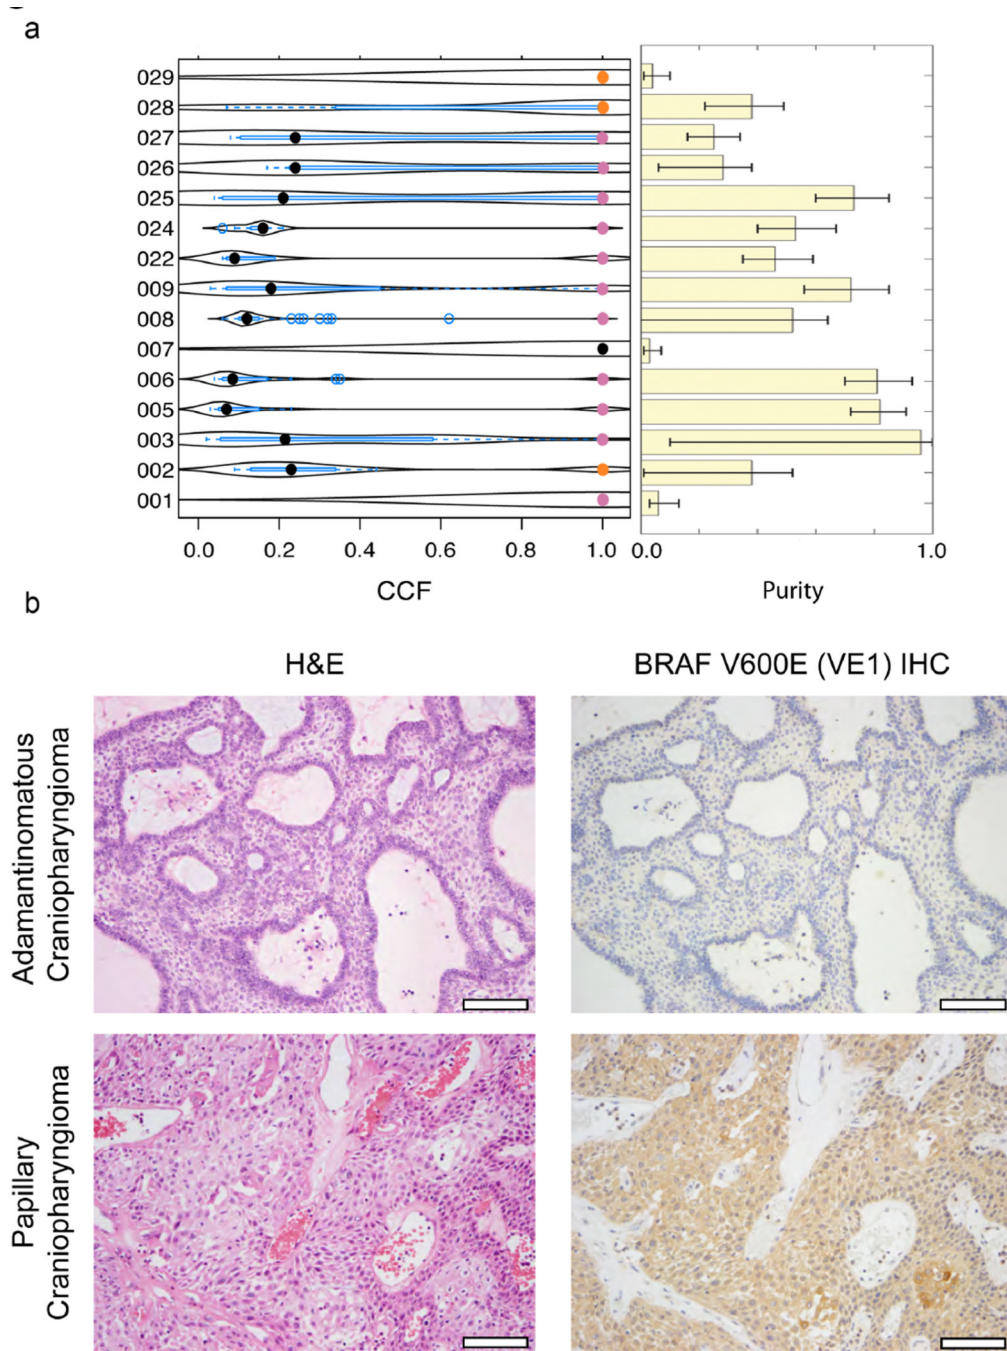 a
029
028
027
026
025
024
022
009
008
007
006
005
003
002
001
0.0 0.2 0.4 0.6 0.8 1.0
0.0 1.0
CCF
Purity
b
H&E
BRAF V600E (VE1) IHC
Adamantinomatous
Craniopharyngioma
Papillary
Craniopharyngioma